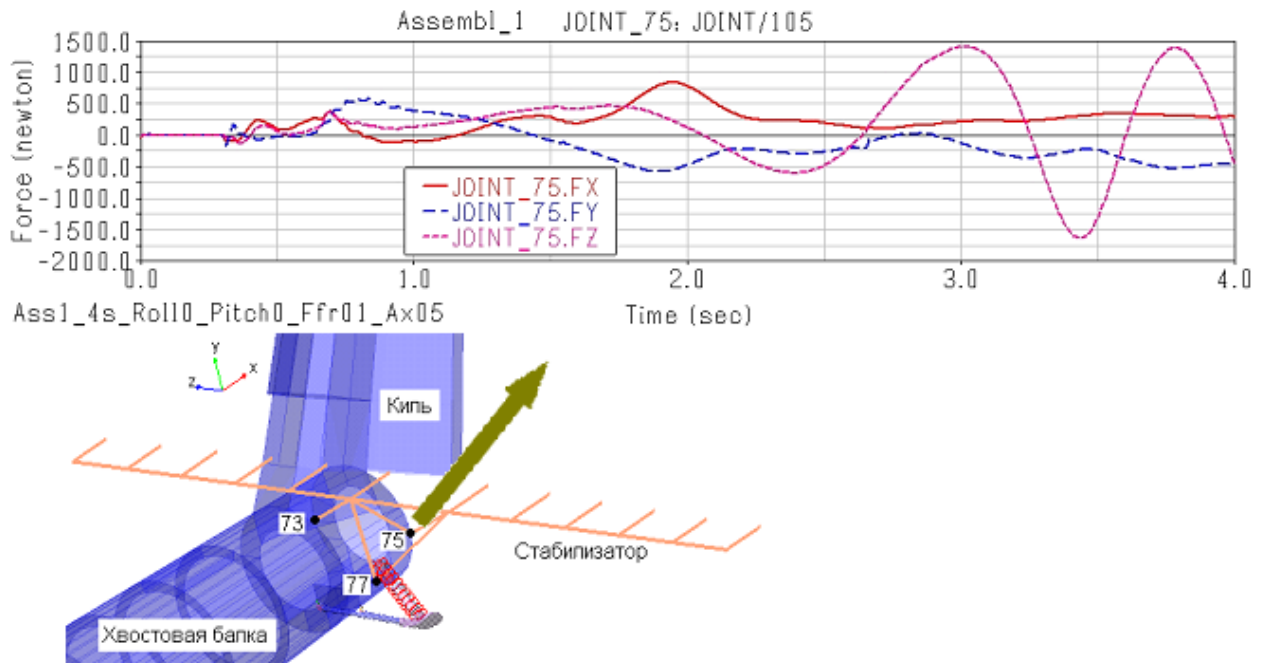 Assembl_1 JOINT_75: JOINT/105
1500.0
1000.0
500.0
0.0
-500.0
-1000.0
-1500.0
-2000.0
Force (newton)
JOINT_75.FX
JOINT_75.FY
JOINT_75.FZ
0.0 1.0 2.0 3.0 4.0
Ass1_4s_Roll0_Pitch0_Ffr01_Ax05 Time (sec)
y
z x
Киль
73
75
Стабилизатор
77
Хвостовая балка